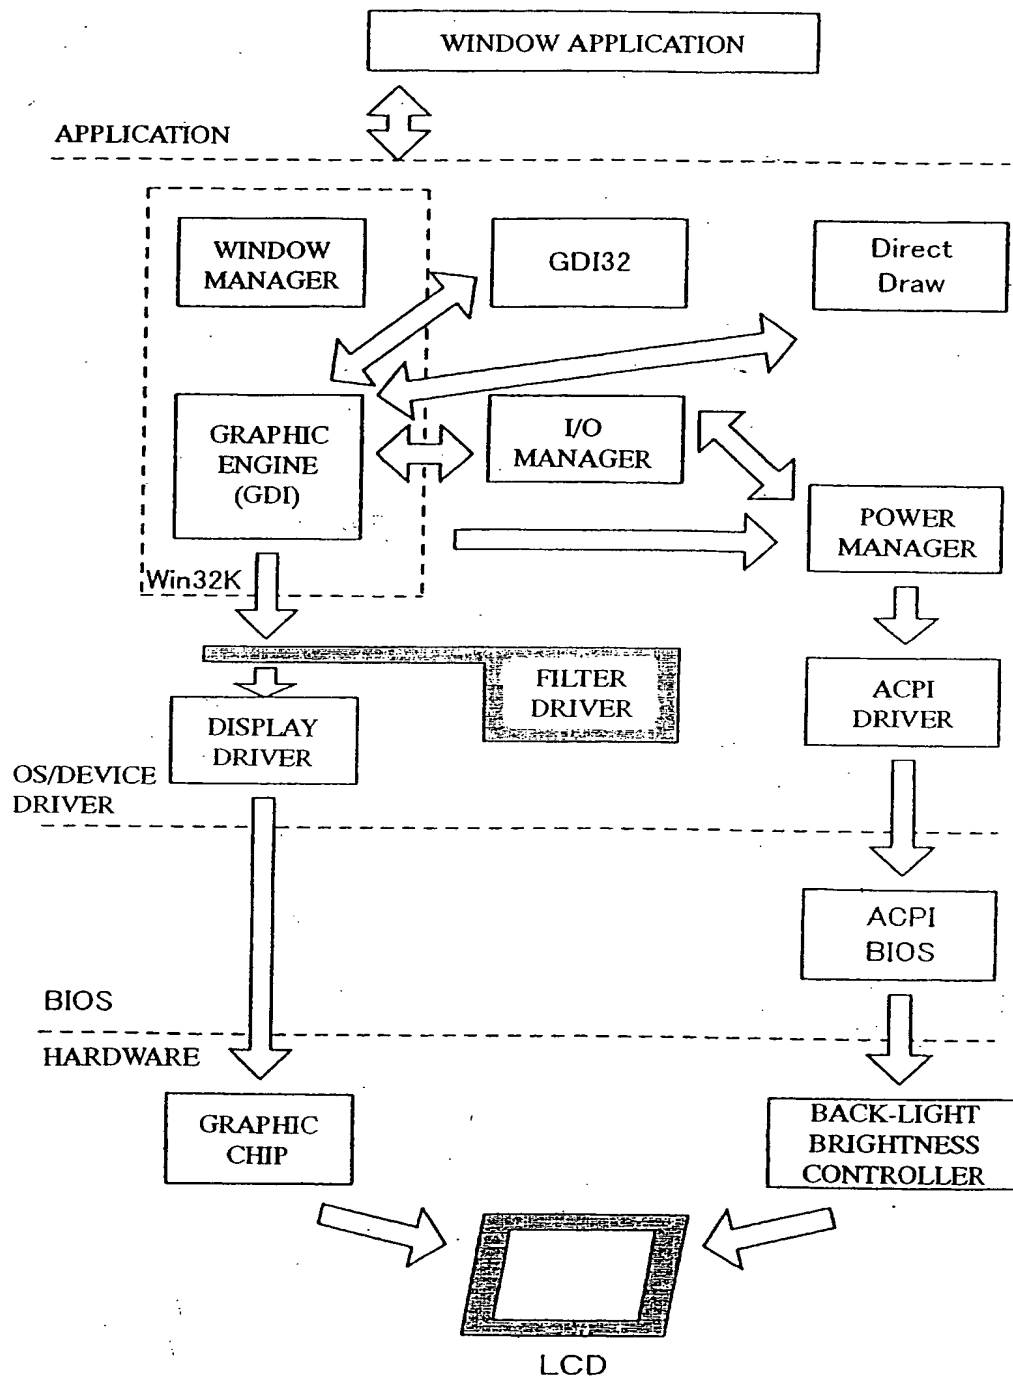 WINDOW APPLICATION
APPLICATION
WINDOW
MANAGER
GDI32
Direct
Draw
GRAPHIC
ENGINE
(GDI)
I/O
MANAGER
POWER
MANAGER
Win32K
FILTER
DRIVER
ACPI
DRIVER
DISPLAY
DRIVER
OS/DEVICE
DRIVER
ACPI
BIOS
BIOS
HARDWARE
GRAPHIC
CHIP
BACK-LIGHT
BRIGHTNESS
CONTROLLER
LCD